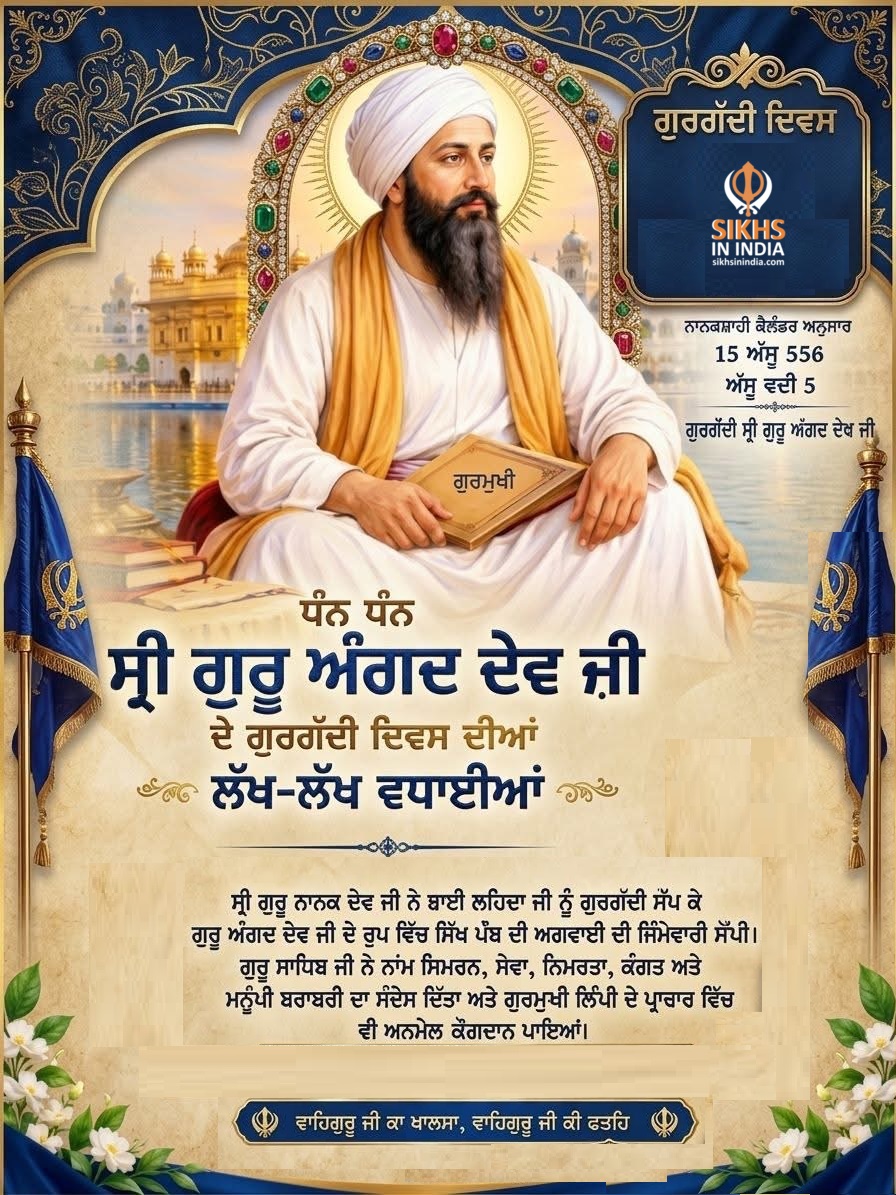 ਗੁਰਗੱਦੀ ਦਿਵਸ
SIKHS
IN INDIA
sikhsinindia.com
ਨਾਨਕਸ਼ਾਹੀ ਕੈਲੰਡਰ ਅਨੁਸਾਰ
15 ਅੱਸੂ 556
ਅੱਸੂ ਵਦੀ 5
ਗੁਰਗੱਦੀ ਸ੍ਰੀ ਗੁਰੂ ਅੰਗਦ ਦੇਖ ਜੀ
ਗੁਰਮੁਖੀ
ਧੰਨ ਧੰਨ
ਸ੍ਰੀ ਗੁਰੂ ਅੰਗਦ ਦੇਵ ਜੀ
ਦੇ ਗੁਰਗੱਦੀ ਦਿਵਸ ਦੀਆਂ
ਲੱਖ-ਲੱਖ ਵਧਾਈਆਂ
ਸ੍ਰੀ ਗੁਰੂ ਨਾਨਕ ਦੇਵ ਜੀ ਨੇ ਬਾਈ ਲਹਿਦਾ ਜੀ ਨੂੰ ਗੁਰਗੱਦੀ ਸੱਪ ਕੇ
ਗੁਰੂ ਅੰਗਦ ਦੇਵ ਜੀ ਦੇ ਰੁਪ ਵਿੱਚ ਸਿੱਖ ਪੰਥ ਦੀ ਅਗਵਾਈ ਦੀ ਜਿੰਮੇਵਾਰੀ ਸੱਪੀ।
ਗੁਰੂ ਸਾਧਿਬ ਜੀ ਨੇ ਨਾਂਮ ਸਿਮਰਨ, ਸੇਵਾ, ਨਿਮਰਤਾ, ਕੰਗਤ ਅਤੇ
ਮਨੂੰਪੀ ਬਰਾਬਰੀ ਦਾ ਸੰਦੇਸ ਦਿੱਤਾ ਅਤੇ ਗੁਰਮੁਖੀ ਲਿੰਪੀ ਦੇ ਪ੍ਰਾਚਾਰ ਵਿੱਚ
ਵੀ ਅਨਮੇਲ ਕੌਗਦਾਨ ਪਾਇਆਂ।
ਵਾਹਿਗੁਰੂ ਜੀ ਕਾ ਖਾਲਸਾ, ਵਾਹਿਗੁਰੂ ਜੀ ਕੀ ਫਤਹਿ